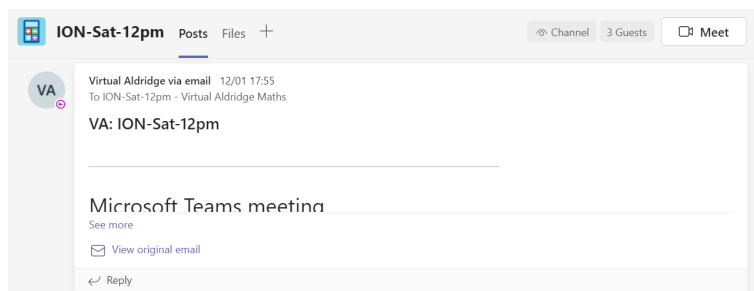 ION-Sat-12pm Posts Files Channel 3 Guests Meet
VA Virtual Aldridge via email 12/01 17:55
To ION-Sat-12pm - Virtual Aldridge Maths
VA: ION-Sat-12pm
Microsoft Teams meeting
See more
View original email
Reply